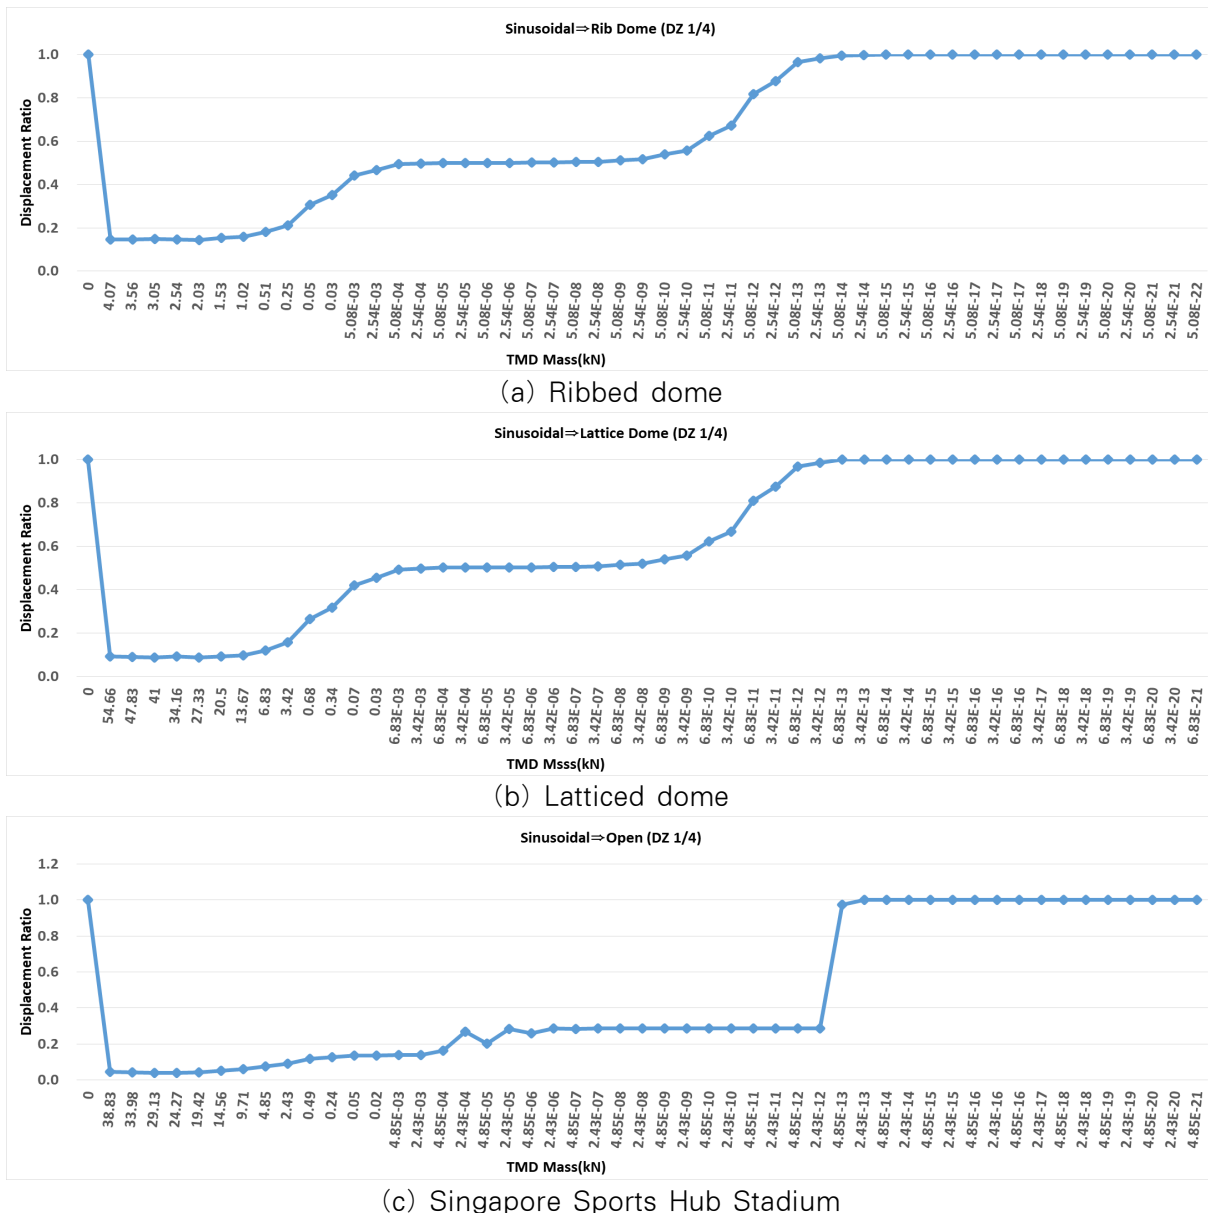 Sinusoidal⇒Rib Dome (DZ 1/4)
Displacement Ratio
1.0
0.8
0.6
0.4
0.2
0.0
0 4.07 3.56 3.05 2.54 2.03 1.53 1.02 0.51 0.25 0.05 0.03 5.08E-03 2.54E-03 5.08E-04 2.54E-04 5.08E-05 2.54E-05 5.08E-06 2.54E-06 5.08E-07 2.54E-07 5.08E-08 2.54E-08 5.08E-09 2.54E-09 5.08E-10 2.54E-10 5.08E-11 2.54E-11 5.08E-12 2.54E-12 5.08E-13 2.54E-13 5.08E-14 2.54E-14 5.08E-15 2.54E-15 5.08E-16 2.54E-16 5.08E-17 2.54E-17 5.08E-18 2.54E-18 5.08E-19 2.54E-19 5.08E-20 2.54E-20 5.08E-21 2.54E-21 5.08E-22
TMD Mass(kN)
(a) Ribbed dome
Sinusoidal⇒Lattice Dome (DZ 1/4)
Displacement Ratio
1.0
0.8
0.6
0.4
0.2
0.0
0 54.66 47.83 41 34.16 27.33 20.5 13.67 6.83 3.42 0.68 0.34 0.07 0.03 6.83E-03 3.42E-03 6.83E-04 3.42E-04 6.83E-05 3.42E-05 6.83E-06 3.42E-06 6.83E-07 3.42E-07 6.83E-08 3.42E-08 6.83E-09 3.42E-09 6.83E-10 3.42E-10 6.83E-11 3.42E-11 6.83E-12 3.42E-12 6.83E-13 3.42E-13 6.83E-14 3.42E-14 6.83E-15 3.42E-15 6.83E-16 3.42E-16 6.83E-17 3.42E-17 6.83E-18 3.42E-18 6.83E-19 3.42E-19 6.83E-20 3.42E-20 6.83E-21
TMD Msss(kN)
(b) Latticed dome
Sinusoidal⇒Open (DZ 1/4)
Displacement Ratio
1.2
1.0
0.8
0.6
0.4
0.2
0.0
0 38.83 33.98 29.13 24.27 19.42 14.56 9.71 4.85 2.43 0.49 0.24 0.05 0.02 4.85E-03 2.43E-03 4.85E-04 2.43E-04 4.85E-05 2.43E-05 4.85E-06 2.43E-06 4.85E-07 2.43E-07 4.85E-08 2.43E-08 4.85E-09 2.43E-09 4.85E-10 2.43E-10 4.85E-11 2.43E-11 4.85E-12 2.43E-12 4.85E-13 2.43E-13 4.85E-14 2.43E-14 4.85E-15 2.43E-15 4.85E-16 2.43E-16 4.85E-17 2.43E-17 4.85E-18 2.43E-18 4.85E-19 2.43E-19 4.85E-20 2.43E-20 4.85E-21
TMD Mass(kN)
(c) Singapore Sports Hub Stadium